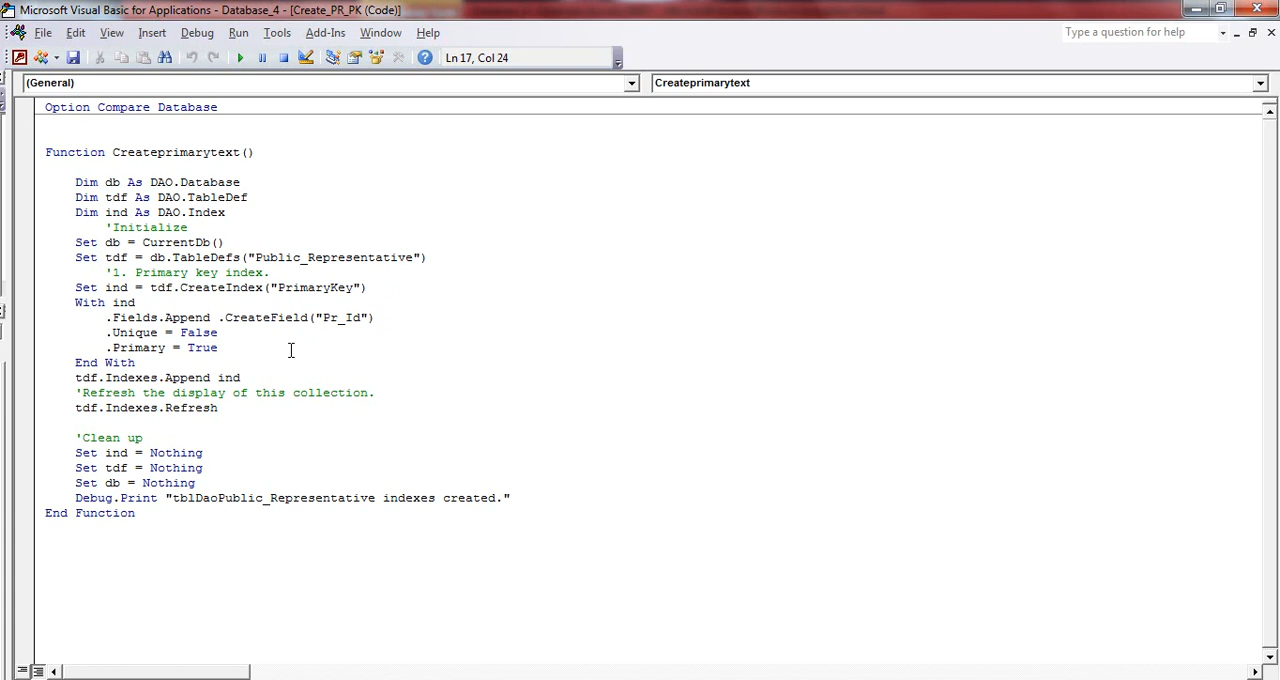 Microsoft Visual Basic for Applications - Database_4 - [Create_PR_PK (Code)]
File Edit View Insert Debug Run Tools Add-Ins Window Help
Type a question for help
Ln 17, Col 24
(General)
Createprimarytext
Option Compare Database
Function Createprimarytext()
Dim db As DAO.Database
Dim tdf As DAO.TableDef
Dim ind As DAO.Index
'Initialize
Set db = CurrentDb()
Set tdf = db.TableDefs("Public_Representative")
'1. Primary key index.
Set ind = tdf.CreateIndex("PrimaryKey")
With ind
.Fields.Append .CreateField("Pr_Id")
.Unique = False
.Primary = True
End With
tdf.Indexes.Append ind
'Refresh the display of this collection.
tdf.Indexes.Refresh
'Clean up
Set ind = Nothing
Set tdf = Nothing
Set db = Nothing
Debug.Print "tblDaoPublic_Representative indexes created."
End Function